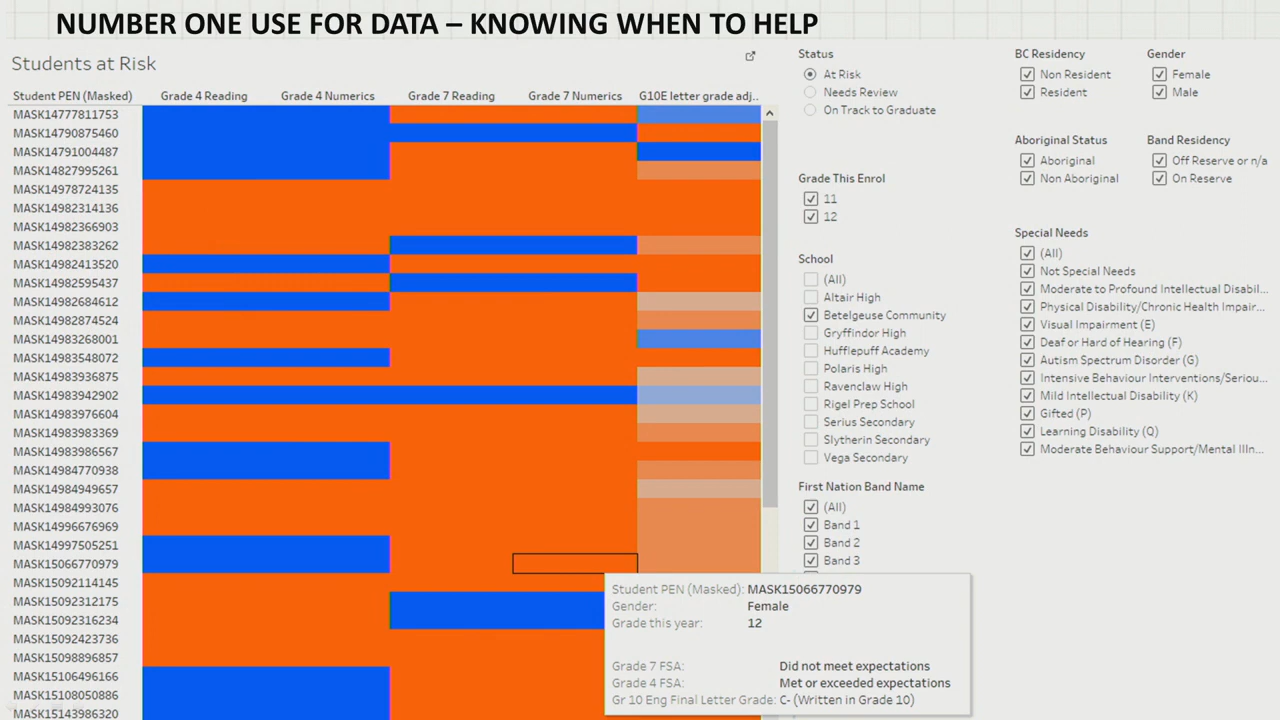 NUMBER ONE USE FOR DATA – KNOWING WHEN TO HELP
Students at Risk
Student PEN (Masked) Grade 4 Reading Grade 4 Numerics Grade 7 Reading Grade 7 Numerics G10E letter grade adj..
MASK14777811753
MASK14790875460
MASK14791004487
MASK14827995261
MASK14978724135
MASK14982314136
MASK14982366903
MASK14982383262
MASK14982413520
MASK14982595437
MASK14982684612
MASK14982874524
MASK14983268001
MASK14983548072
MASK14983936875
MASK14983942902
MASK14983976604
MASK14983983369
MASK14983986567
MASK14984770938
MASK14984949657
MASK14984993076
MASK14996676969
MASK14997505251
MASK15066770979
MASK15092114145
MASK15092312175
MASK15092316234
MASK15092423736
MASK15098896857
MASK15106496166
MASK15108050886
MASK15143986320
Student PEN (Masked): MASK15066770979
Gender: Female
Grade this year: 12
Grade 7 FSA: Did not meet expectations
Grade 4 FSA: Met or exceeded expectations
Gr 10 Eng Final Letter Grade: C- (Written in Grade 10)
Status
At Risk
Needs Review
On Track to Graduate
Grade This Enrol
11
12
School
(All)
Altair High
Betelgeuse Community
Gryffindor High
Hufflepuff Academy
Polaris High
Ravenclaw High
Rigel Prep School
Serius Secondary
Slytherin Secondary
Vega Secondary
First Nation Band Name
(All)
Band 1
Band 2
Band 3
BC Residency
Non Resident
Resident
Gender
Female
Male
Aboriginal Status
Aboriginal
Non Aboriginal
Band Residency
Off Reserve or n/a
On Reserve
Special Needs
(All)
Not Special Needs
Moderate to Profound Intellectual Disabil...
Physical Disability/Chronic Health Impair...
Visual Impairment (E)
Deaf or Hard of Hearing (F)
Autism Spectrum Disorder (G)
Intensive Behaviour Interventions/Seriou...
Mild Intellectual Disability (K)
Gifted (P)
Learning Disability (Q)
Moderate Behaviour Support/Mental Illn...